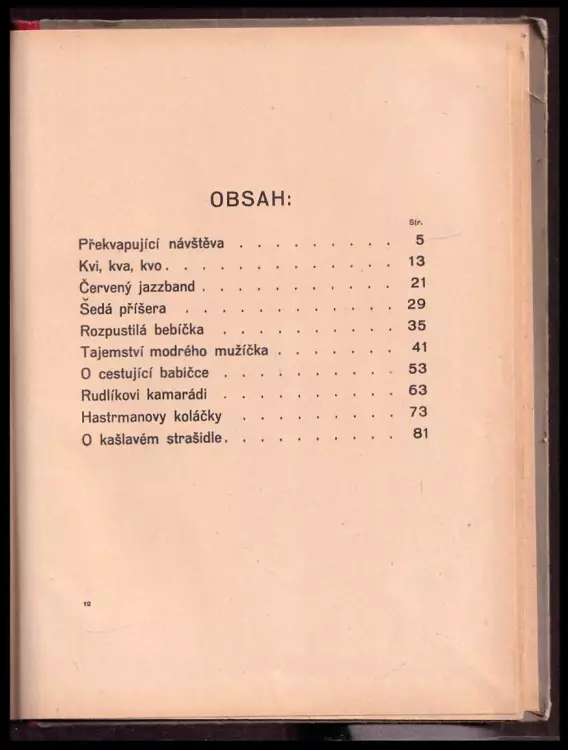 OBSAH:
Str.
Překvapující návštěva . . . . . . . . . 5
Kvi, kva, kvo . . . . . . . . . . . . 13
Červený jazzband . . . . . . . . . . . 21
Šedá příšera . . . . . . . . . . . . 29
Rozpustilá bebíčka . . . . . . . . . . 35
Tajemství modrého mužíčka . . . . . . . 41
O cestující babičce . . . . . . . . . . 53
Rudlíkovi kamarádi . . . . . . . . . . 63
Hastrmanovy koláčky . . . . . . . . . 73
O kašlavém strašidle . . . . . . . . . . 81
12